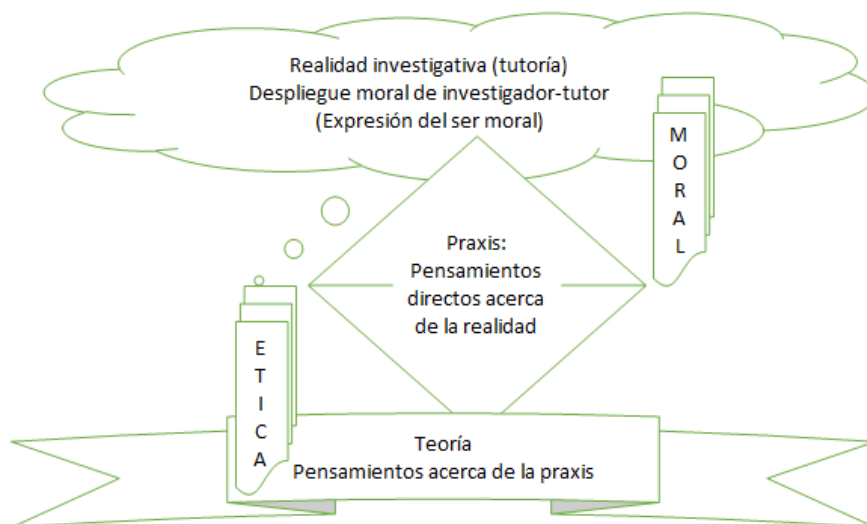 Realidad investigativa (tutoría)
Despliegue moral de investigador-tutor
(Expresión del ser moral)
M
O
R
A
L
Praxis:
Pensamientos
directos acerca
de la realidad
E
T
I
C
A
Teoría
Pensamientos acerca de la praxis